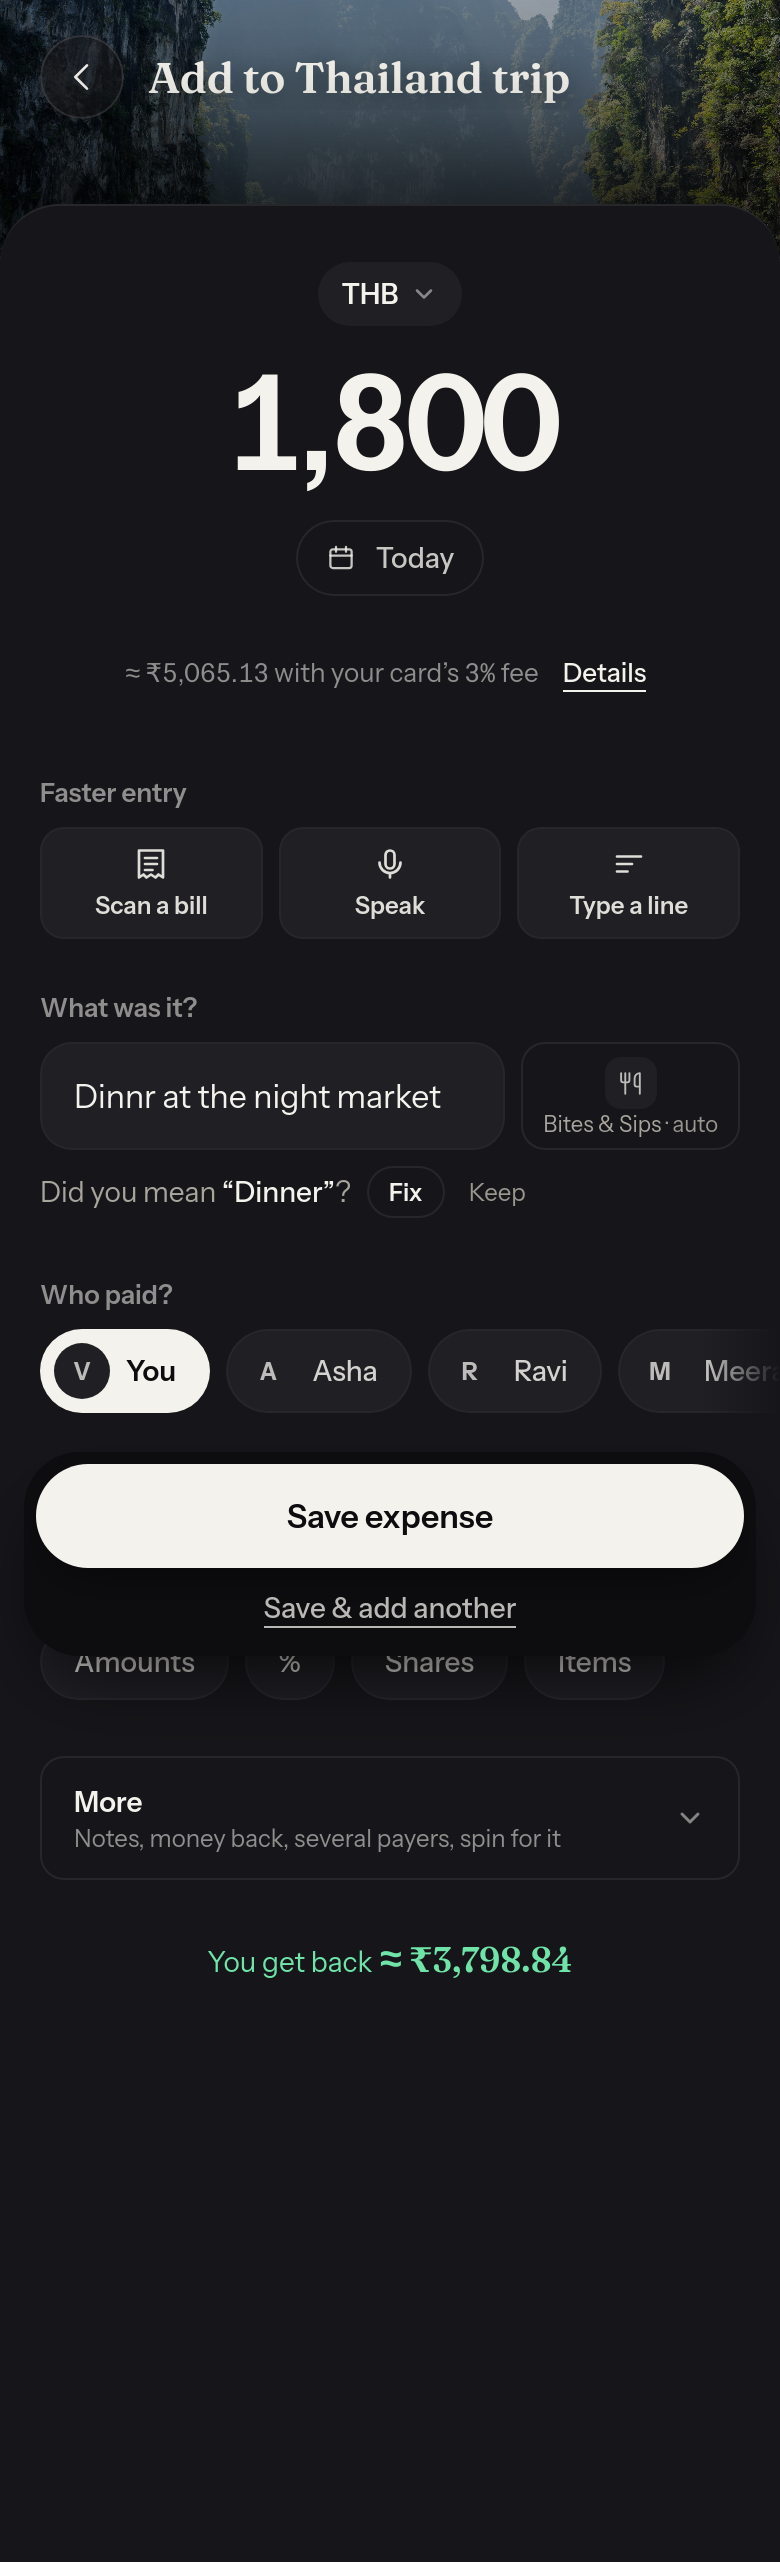 Add to Thailand trip
THB
1,800
Today
≈ ₹5,065.13 with your card’s 3% fee Details
Faster entry
Scan a bill Speak Type a line
What was it?
Dinnr at the night market
Bites & Sips · auto
Did you mean “Dinner”? Fix Keep
Who paid?
V You A Asha R Ravi M Meera
Save expense
Save & add another
Amounts % Shares Items
More
Notes, money back, several payers, spin for it
You get back ≈ ₹3,798.84